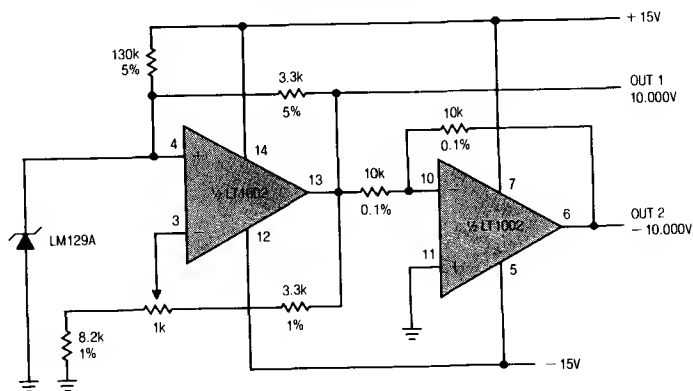 + 15V
130k
5%
3.3k
5%
OUT 1
10.000V
10k
0.1%
4
+
14
½ LT1002
13
10k
0.1%
10
−
7
½ LT1002
6
OUT 2
− 10.000V
3
−
12
11
+
5
LM129A
3.3k
1%
1k
8.2k
1%
− 15V